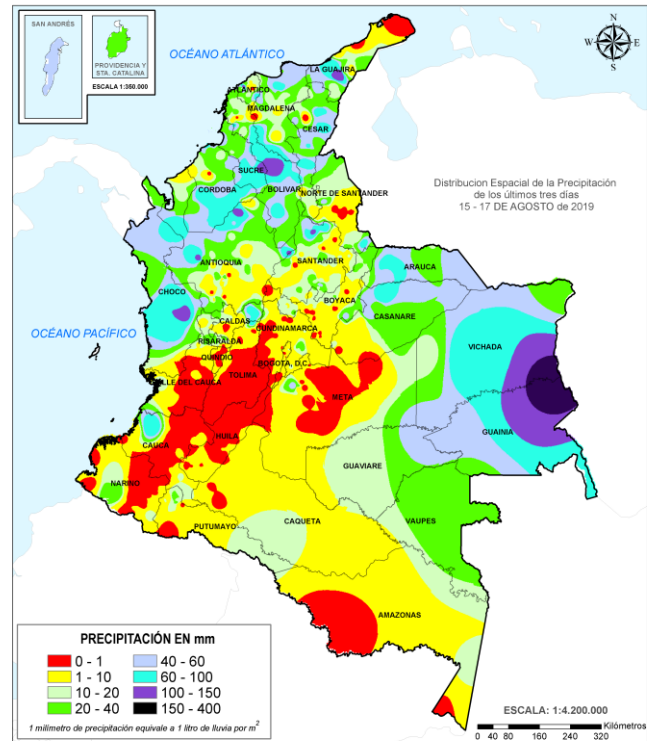 SAN ANDRÉS
PROVIDENCIA Y
STA. CATALINA
ESCALA 1:350.000
OCÉANO ATLÁNTICO
N
W
E
S
LA GUAJIRA
ATLÁNTICO
MAGDALENA
CESAR
SUCRE
CORDOBA
BOLIVAR
NORTE DE SANTANDER
Distribucion Espacial de la Precipitación
de los últimos tres días
15 - 17 DE AGOSTO de 2019
ANTIOQUIA
SANTANDER
ARAUCA
CHOCO
BOYACA
CASANARE
OCÉANO PACÍFICO
CALDAS
CUNDINAMARCA
RISARALDA
VICHADA
QUINDIO
BOGOTA, D.C.
TOLIMA
VALLE DEL CAUCA
META
GUAINIA
CAUCA
HUILA
GUAVIARE
NARIÑO
VAUPES
PUTUMAYO
CAQUETA
AMAZONAS
PRECIPITACIÓN EN mm
0 - 1
40 - 60
1 - 10
60 - 100
10 - 20
100 - 150
20 - 40
150 - 400
1 milímetro de precipitación equivale a 1 litro de lluvia por m2
ESCALA: 1:4.200.000
Kilómetros
0 40 80 160 240 320